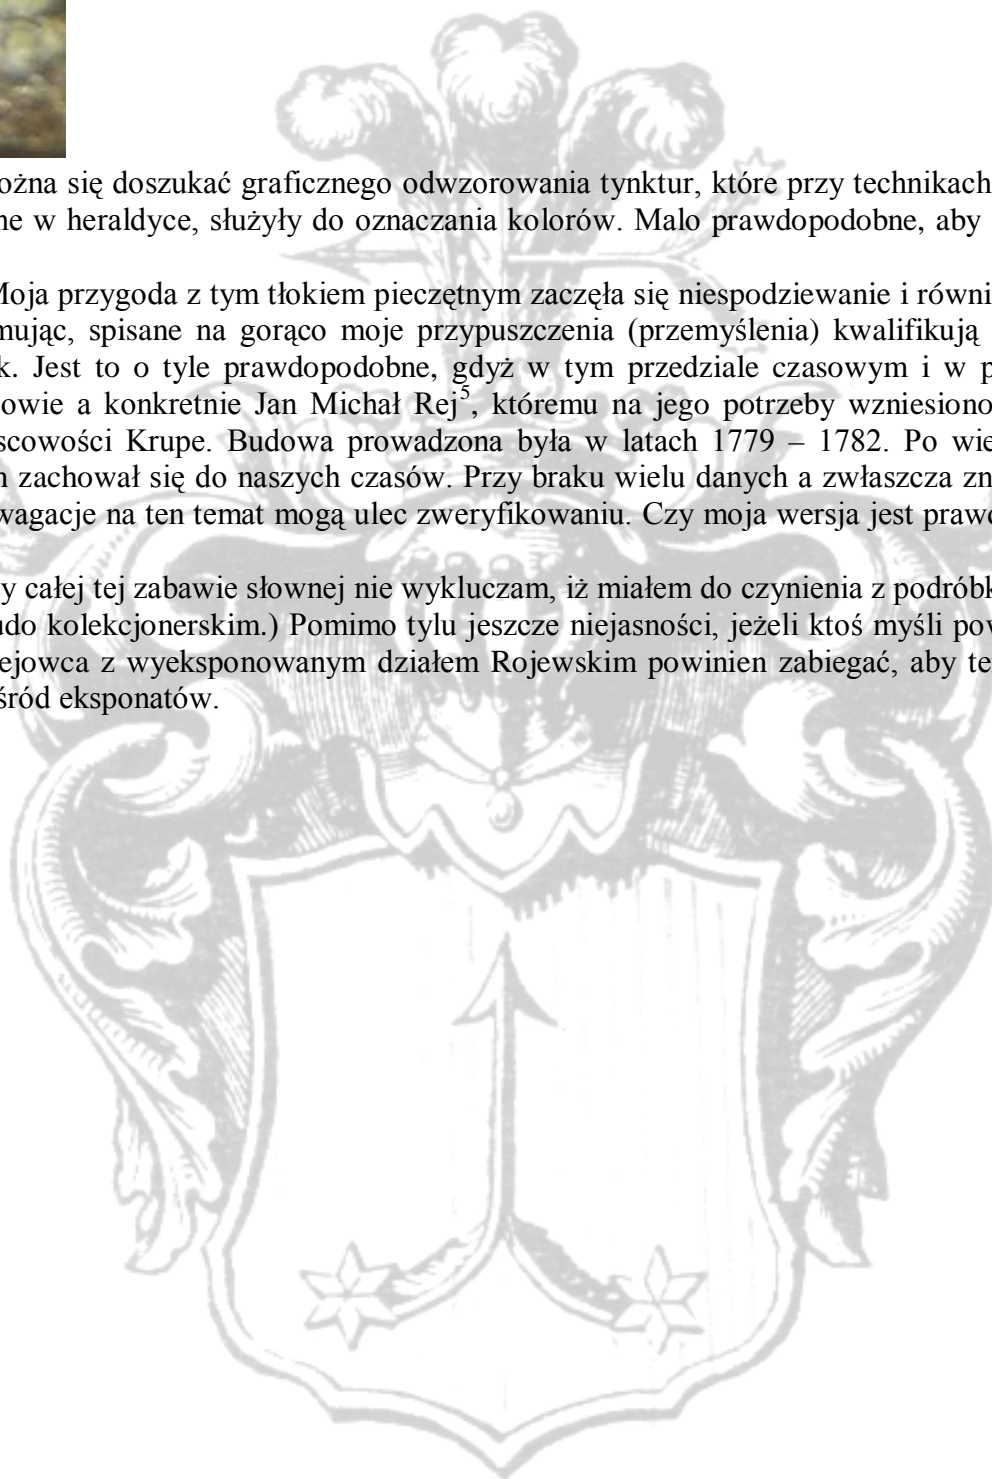 ożna się doszukać graficznego odwzorowania tynktur, które przy technikach
ne w heraldyce, służyły do oznaczania kolorów. Malo prawdopodobne, aby
Moja przygoda z tym tłokiem pieczętnym zaczęła się niespodziewanie i równi
mując, spisane na gorąco moje przypuszczenia (przemyślenia) kwalifikują
k. Jest to o tyle prawdopodobne, gdyż w tym przedziale czasowym i w p
owie a konkretnie Jan Michał Rej5, któremu na jego potrzeby wzniesiono
scowości Krupe. Budowa prowadzona była w latach 1779 – 1782. Po wie
n zachował się do naszych czasów. Przy braku wielu danych a zwłaszcza zn
wagacje na ten temat mogą ulec zweryfikowaniu. Czy moja wersja jest prawd
y całej tej zabawie słownej nie wykluczam, iż miałem do czynienia z podróbk
udo kolekcjonerskim.) Pomimo tylu jeszcze niejasności, jeżeli ktoś myśli pow
ejowca z wyeksponowanym działem Rojewskim powinien zabiegać, aby te
śród eksponatów.